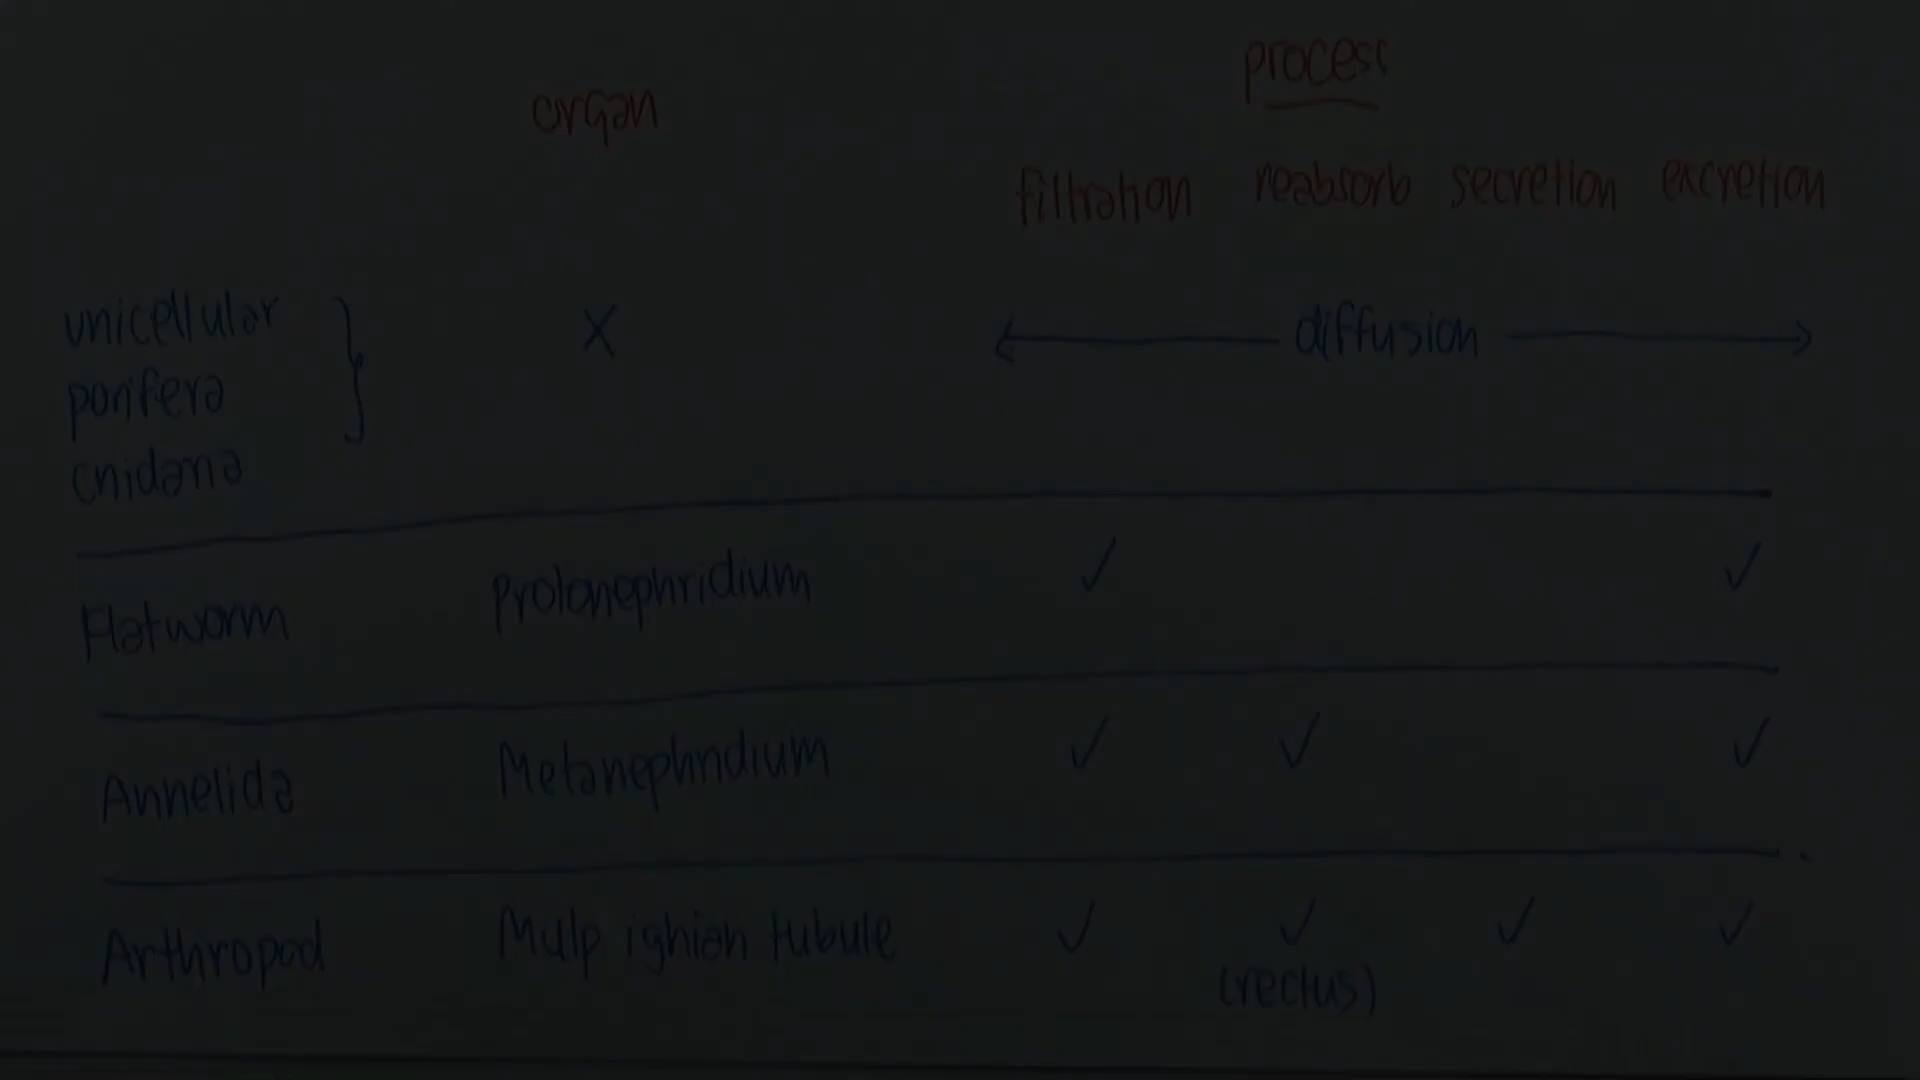 process
organ
filtration reabsorb secretion excretion
unicellular } X ← diffusion →
porifera
cnidaria
Flatworm Protonephridium ✓ ✓
Annelida Metanephridium ✓ ✓ ✓
Arthropod Mulpighian tubule ✓ ✓ ✓ ✓
(rectus)